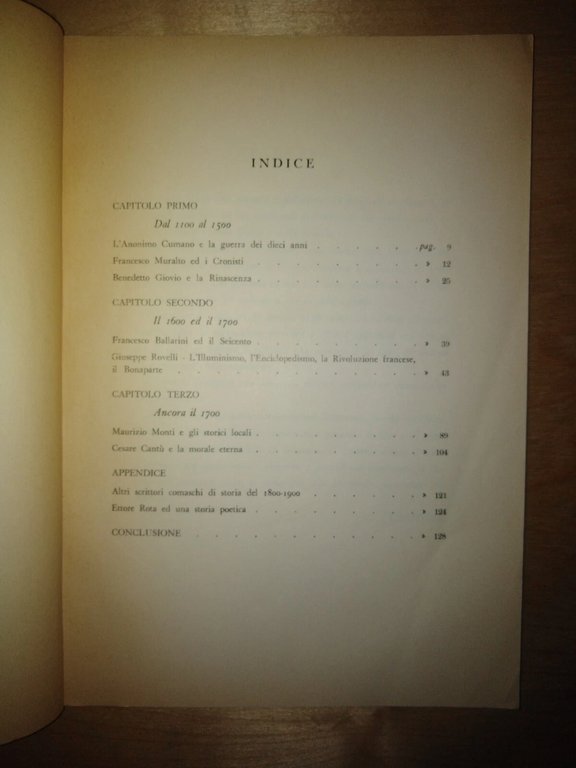 INDICE
CAPITOLO PRIMO
Dal 1100 al 1500
L'Anonimo Cumano e la guerra dei dieci anni . . . . . . pag. 9
Francesco Muralto ed i Cronisti . . . . . . . . . » 12
Benedetto Giovio e la Rinascenza . . . . . . . . . » 25
CAPITOLO SECONDO
Il 1600 ed il 1700
Francesco Ballarini ed il Seicento . . . . . . . . . » 39
Giuseppe Rovelli - L'Illuminismo, l'Enciclopedismo, la Rivoluzione francese,
il Bonaparte . . . . . . . . . . . . » 43
CAPITOLO TERZO
Ancora il 1700
Maurizio Monti e gli storici locali . . . . . . . . . » 89
Cesare Cantù e la morale eterna . . . . . . . . . » 104
APPENDICE
Altri scrittori comaschi di storia del 1800-1900 . . . . . . » 121
Ettore Rota ed una storia poetica . . . . . . . . . » 124
CONCLUSIONE . . . . . . . . . . . . » 128